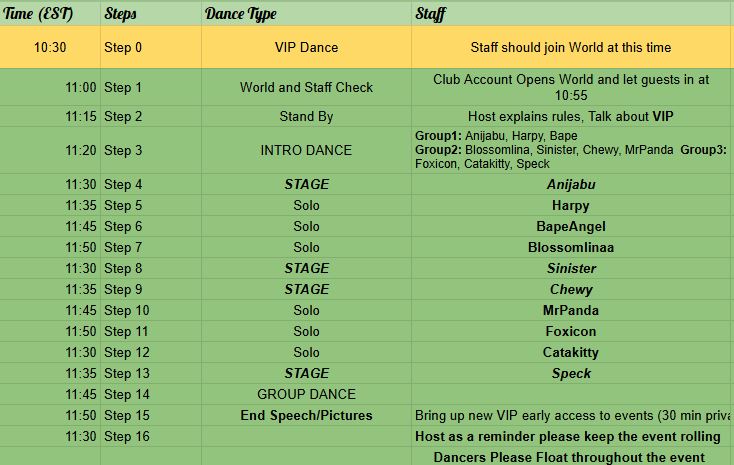 Time (EST) Steps Dance Type Staff
10:30 Step 0 VIP Dance Staff should join World at this time
11:00 Step 1 World and Staff Check Club Account Opens World and let guests in at
10:55
11:15 Step 2 Stand By Host explains rules, Talk about VIP
11:20 Step 3 INTRO DANCE Group1: Anijabu, Harpy, Bape
Group2: Blossomlina, Sinister, Chewy, MrPanda Group3:
Foxicon, Catakitty, Speck
11:30 Step 4 STAGE Anijabu
11:35 Step 5 Solo Harpy
11:45 Step 6 Solo BapeAngel
11:50 Step 7 Solo Blossomlinaa
11:30 Step 8 STAGE Sinister
11:35 Step 9 STAGE Chewy
11:45 Step 10 Solo MrPanda
11:50 Step 11 Solo Foxicon
11:30 Step 12 Solo Catakitty
11:35 Step 13 STAGE Speck
11:45 Step 14 GROUP DANCE
11:50 Step 15 End Speech/Pictures Bring up new VIP early access to events (30 min priva
11:30 Step 16 Host as a reminder please keep the event rolling
Dancers Please Float throughout the event